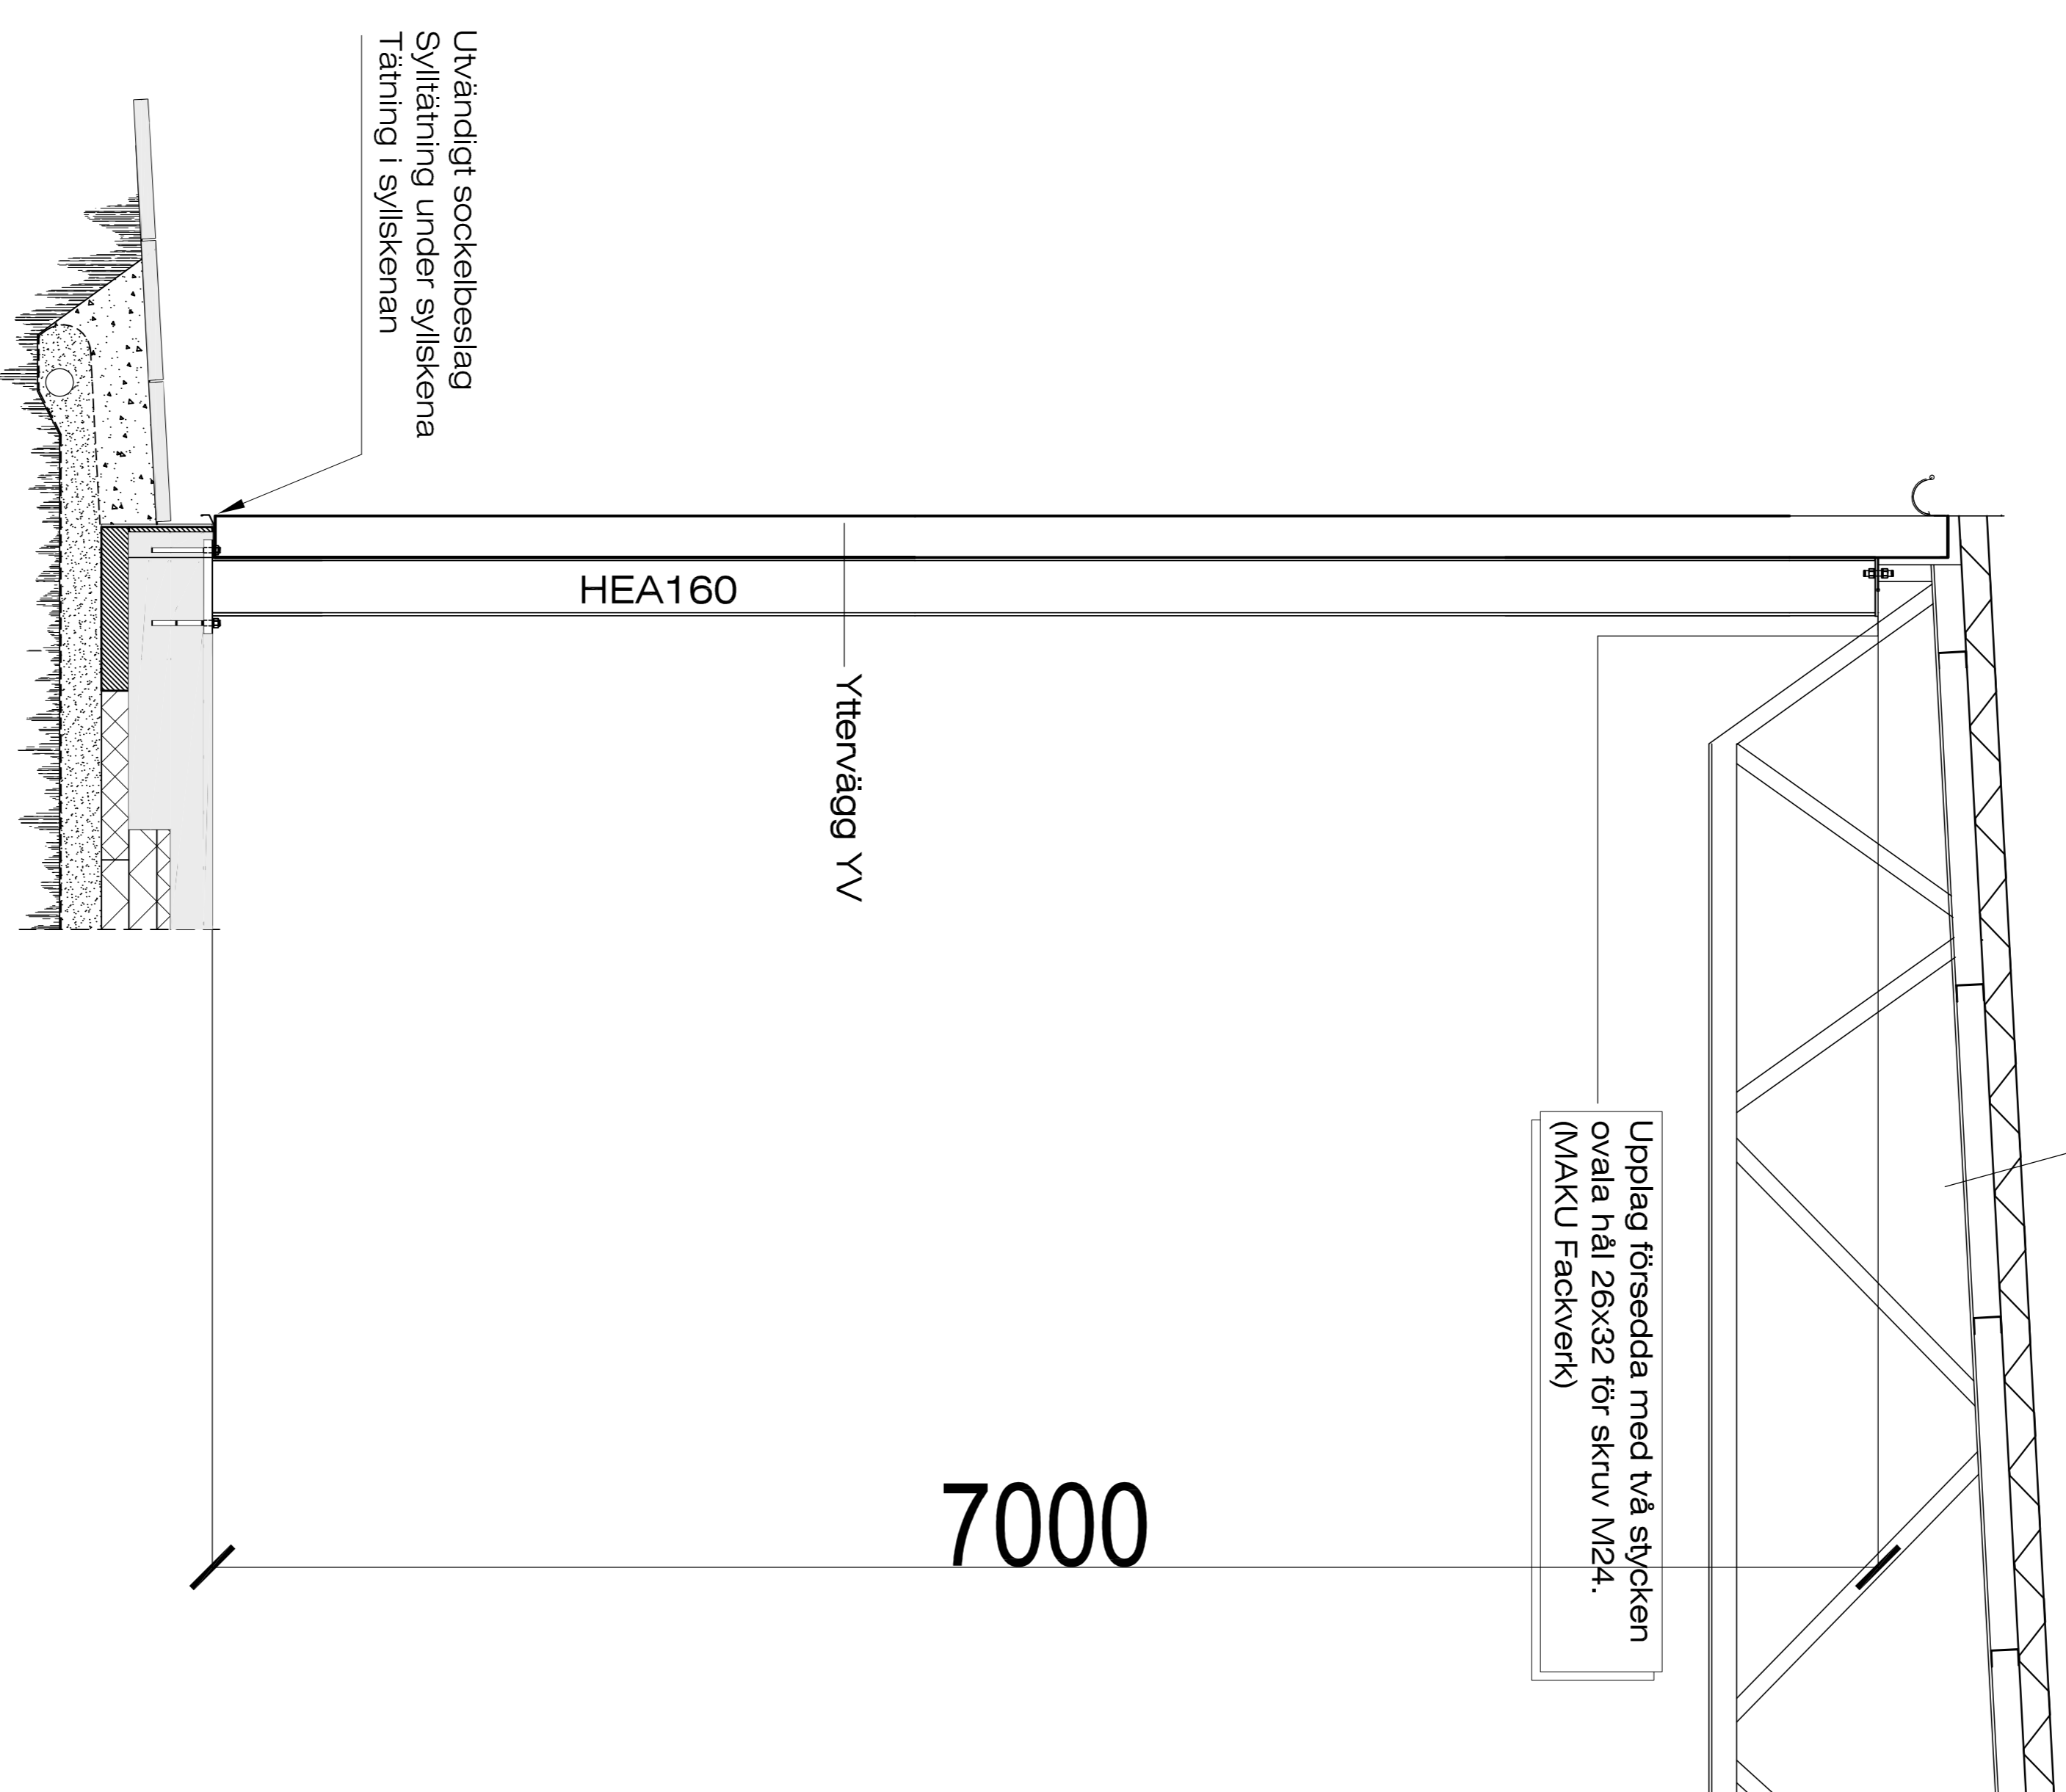 Utvändigt sockelbeslag
Sylltätning under syllskena
Tätning i syllskenan
HEA160
Yttervägg YV
Upplag försedda med två stycken
ovala hål 26x32 för skruv M24.
(MAKU Fackverk)
7000